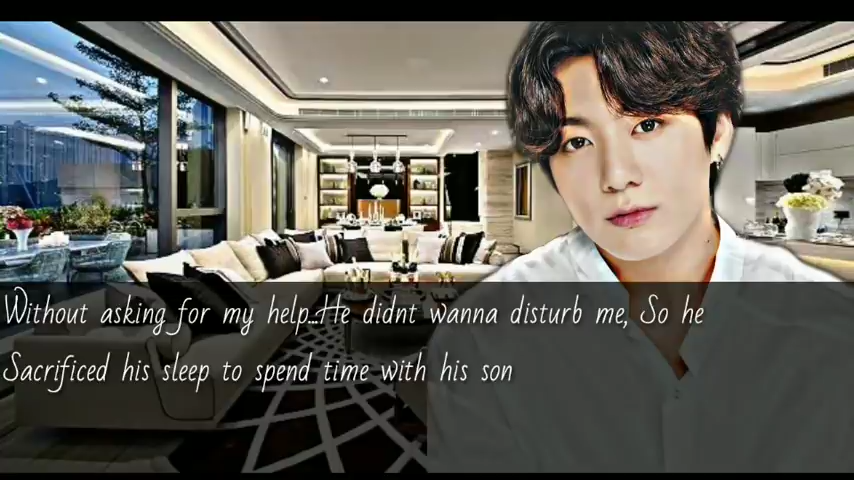 Without asking for my help...He didnt wanna disturb me, So he
Sacrificed his sleep to spend time with his son